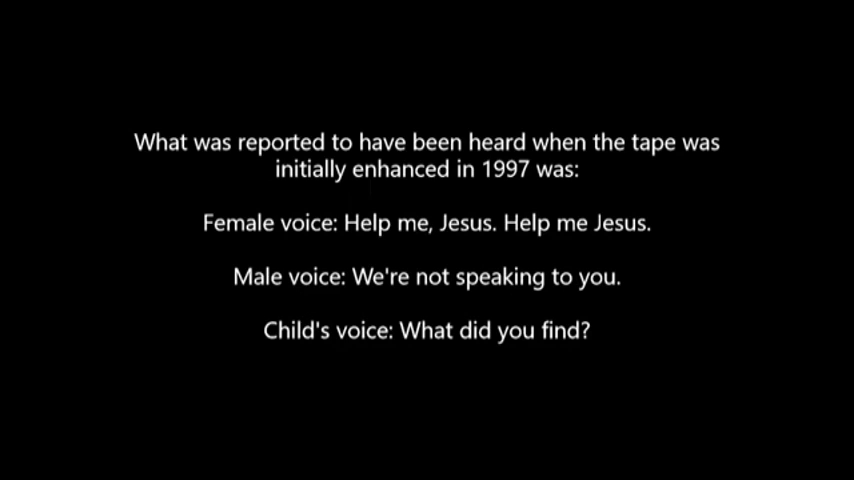 What was reported to have been heard when the tape was
initially enhanced in 1997 was:
Female voice: Help me, Jesus. Help me Jesus.
Male voice: We're not speaking to you.
Child's voice: What did you find?